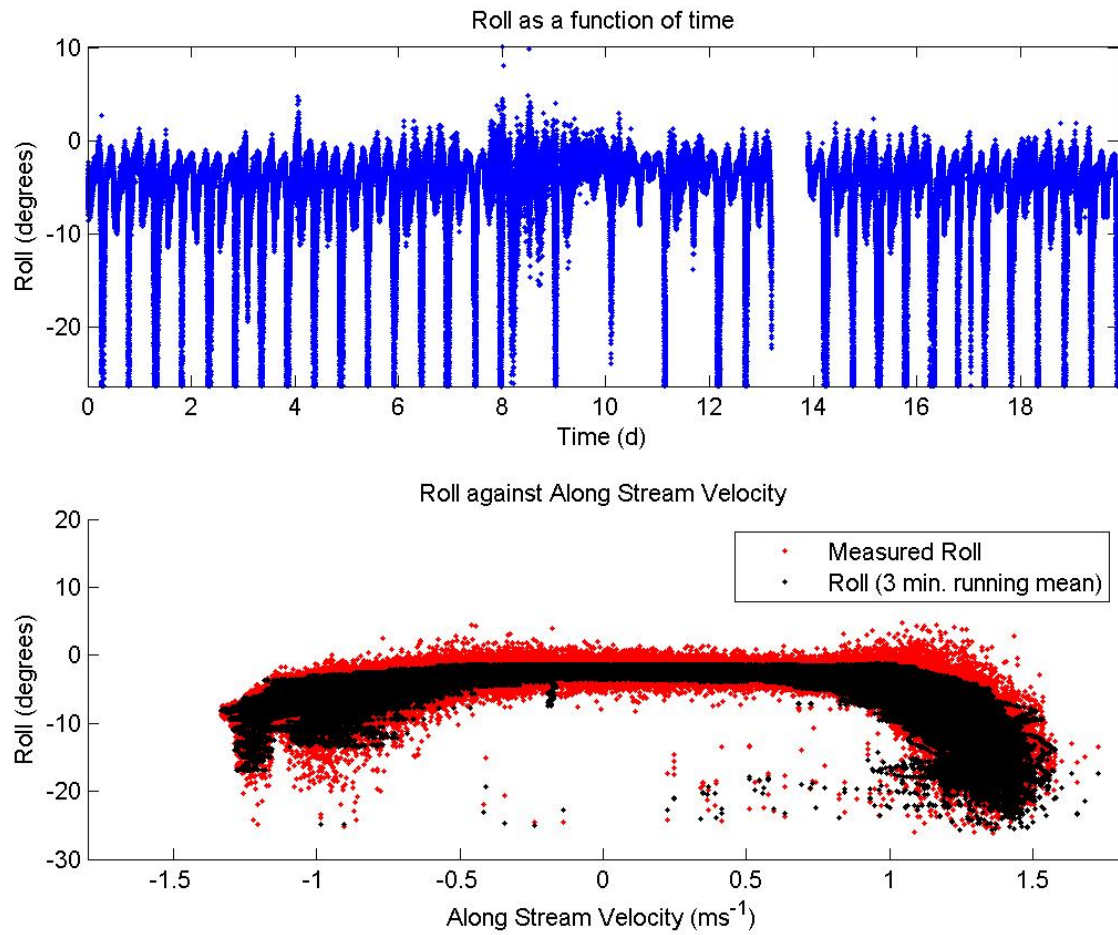 Roll as a function of time
10
0
-10
-20
Roll (degrees)
0 2 4 6 8 10 12 14 16 18
Time (d)
Roll against Along Stream Velocity
20
10
0
-10
-20
-30
Roll (degrees)
Measured Roll
Roll (3 min. running mean)
-1.5 -1 -0.5 0 0.5 1 1.5
Along Stream Velocity (ms⁻¹)